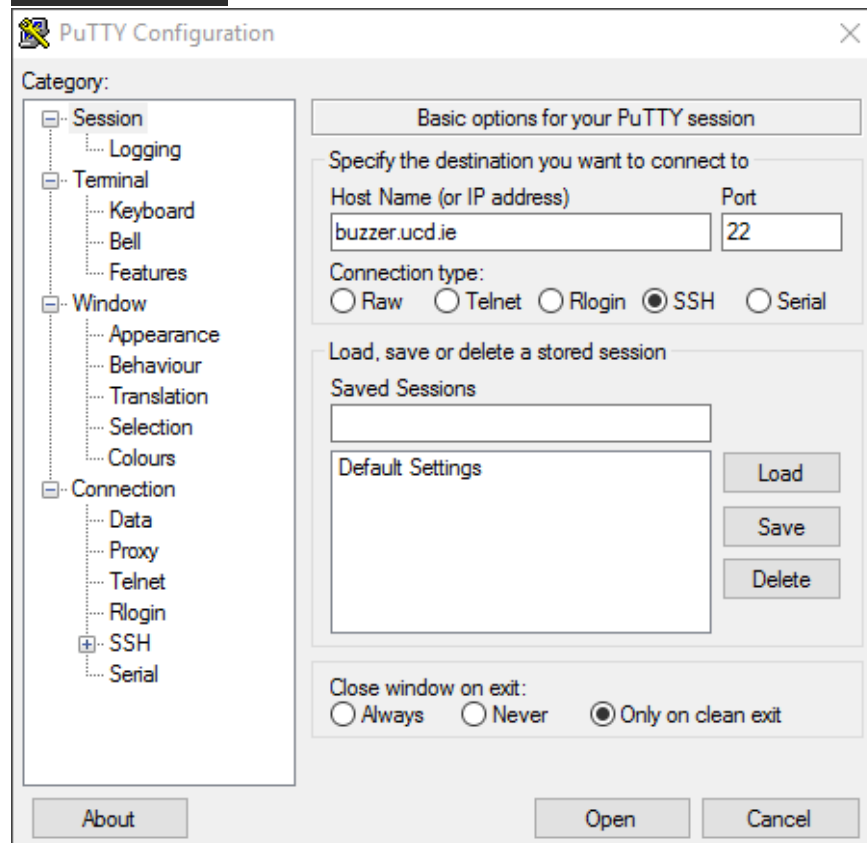 PuTTY Configuration
Category:
Session
Logging
Terminal
Keyboard
Bell
Features
Window
Appearance
Behaviour
Translation
Selection
Colours
Connection
Data
Proxy
Telnet
Rlogin
SSH
Serial
Basic options for your PuTTY session
Specify the destination you want to connect to
Host Name (or IP address) Port
buzzer.ucd.ie 22
Connection type:
Raw Telnet Rlogin SSH Serial
Load, save or delete a stored session
Saved Sessions
Default Settings
Load
Save
Delete
Close window on exit:
Always Never Only on clean exit
About Open Cancel